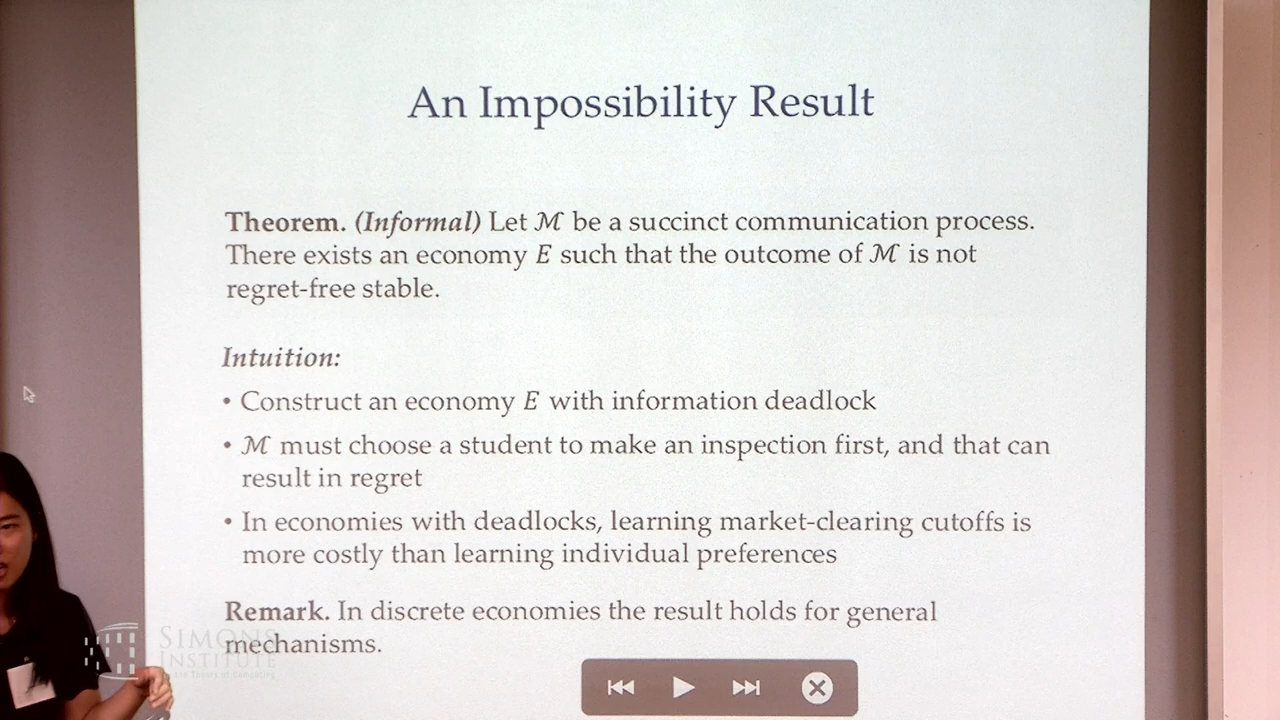 An Impossibility Result
Theorem. (Informal) Let ℳ be a succinct communication process.
There exists an economy E such that the outcome of ℳ is not
regret-free stable.
Intuition:
• Construct an economy E with information deadlock
• ℳ must choose a student to make an inspection first, and that can
result in regret
• In economies with deadlocks, learning market-clearing cutoffs is
more costly than learning individual preferences
Remark. In discrete economies the result holds for general
mechanisms.
SIMONS
INSTITUTE
for the Theory of Computing